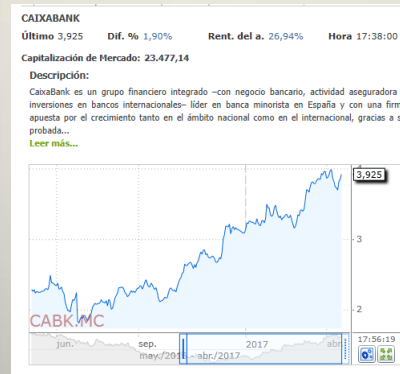 CAIXABANK
Último 3,925 Dif. % 1,90% Rent. del a. 26,94% Hora 17:38:00
Capitalización de Mercado: 23.477,14
Descripción:
CaixaBank es un grupo financiero integrado –con negocio bancario, actividad aseguradora
inversiones en bancos internacionales– líder en banca minorista en España y con una firm
apuesta por el crecimiento tanto en el ámbito nacional como en el internacional, gracias a s
probada...
Leer más...
4
3,925
3
2
CABK.MC
jun. sep. 2017 abr.
may./2016 - abr./2017
17:56:19